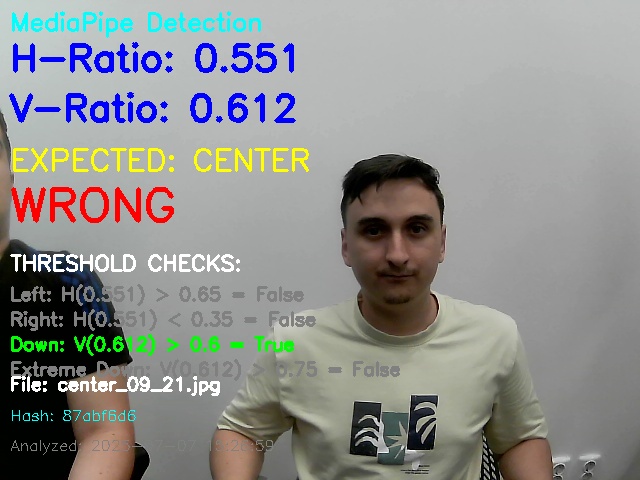 MediaPipe Detection
H-Ratio: 0.551
V-Ratio: 0.612
EXPECTED: CENTER
WRONG
THRESHOLD CHECKS:
Left: H(0.551) > 0.65 = False
Right: H(0.551) < 0.35 = False
Down: V(0.612) > 0.6 = True
Extreme Down: V(0.612) > 0.75 = False
File: center_09_21.jpg
Hash: 87abf6d6
Analyzed: